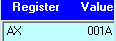 Register Value
AX 001A